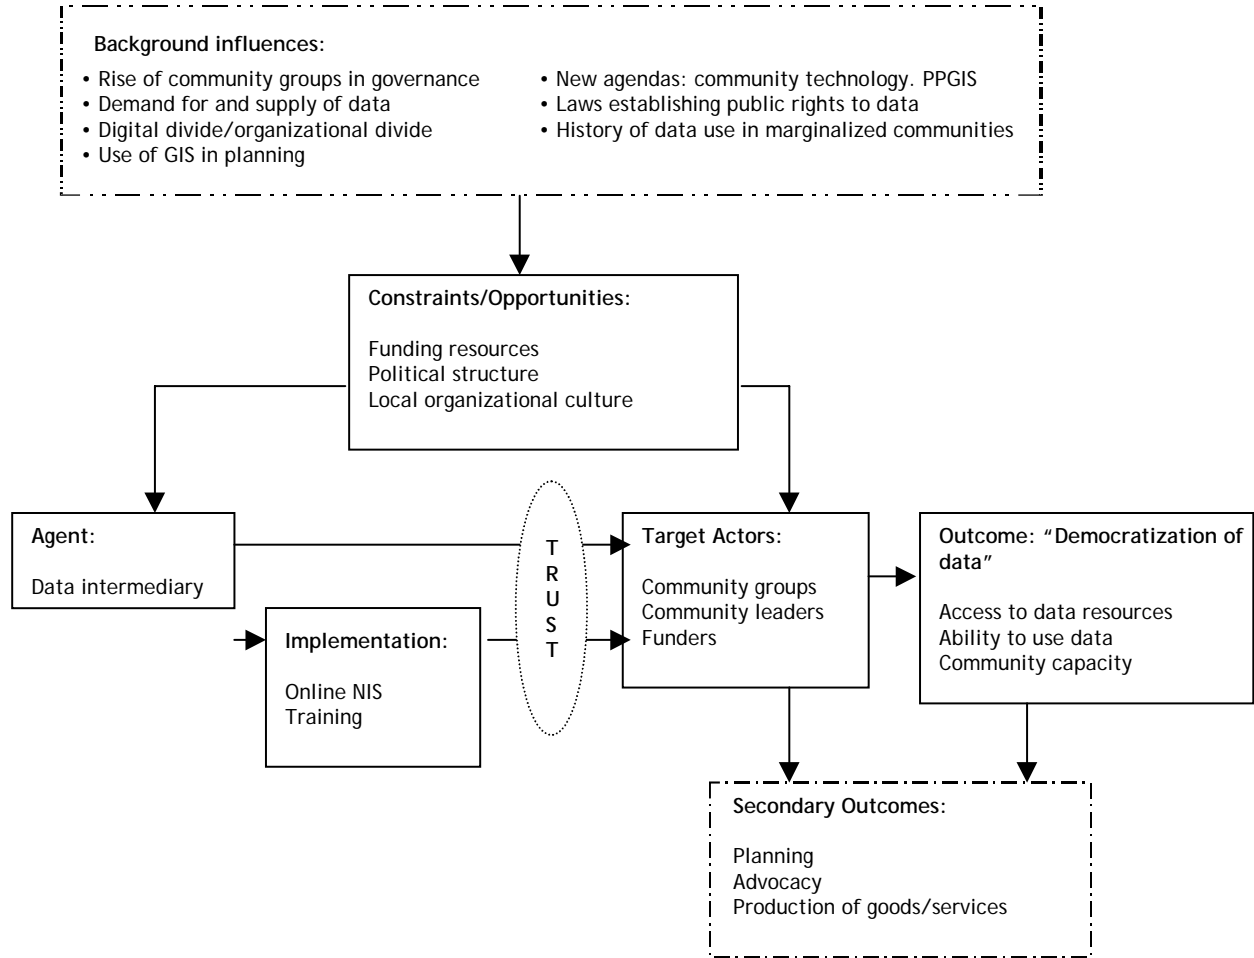 Background influences:
• Rise of community groups in governance
• Demand for and supply of data
• Digital divide/organizational divide
• Use of GIS in planning
• New agendas: community technology. PPGIS
• Laws establishing public rights to data
• History of data use in marginalized communities
Constraints/Opportunities:
Funding resources
Political structure
Local organizational culture
Agent:
Data intermediary
Implementation:
Online NIS
Training
T
R
U
S
T
Target Actors:
Community groups
Community leaders
Funders
Outcome: “Democratization of
data”
Access to data resources
Ability to use data
Community capacity
Secondary Outcomes:
Planning
Advocacy
Production of goods/services